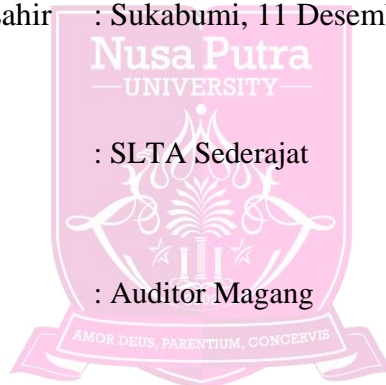 ahir : Sukabumi, 11 Desem
Nusa Putra
UNIVERSITY
: SLTA Sederajat
: Auditor Magang
AMOR DEUS, PARENTIUM, CONCERVIS